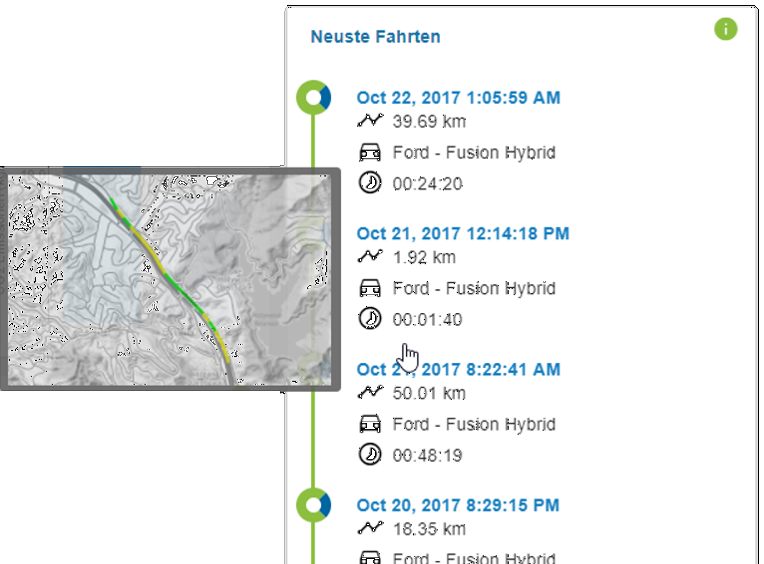 Neuste Fahrten
Oct 22, 2017 1:05:59 AM
39.69 km
Ford - Fusion Hybrid
00:24:20
Oct 21, 2017 12:14:18 PM
1.92 km
Ford - Fusion Hybrid
00:01:40
Oct 21, 2017 8:22:41 AM
50.01 km
Ford - Fusion Hybrid
00:48:19
Oct 20, 2017 8:29:15 PM
18.35 km
Ford - Fusion Hybrid